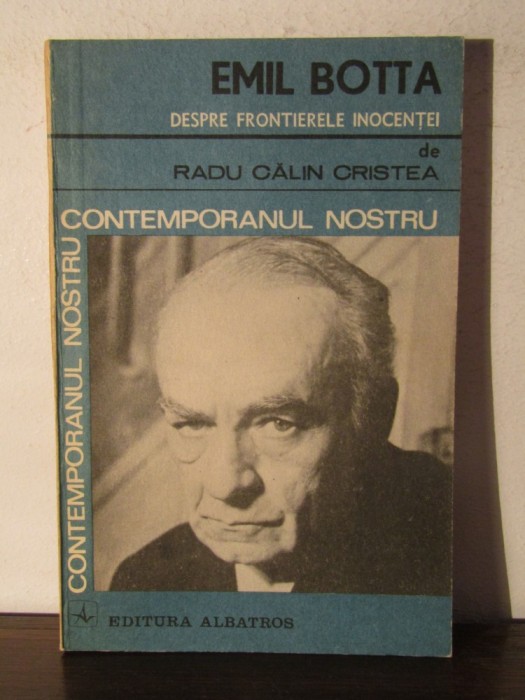 EMIL BOTTA
DESPRE FRONTIERELE INOCENȚEI
de
RADU CĂLIN CRISTEA
CONTEMPORANUL NOSTRU
CONTEMPORANUL NOSTRU
EDITURA ALBATROS